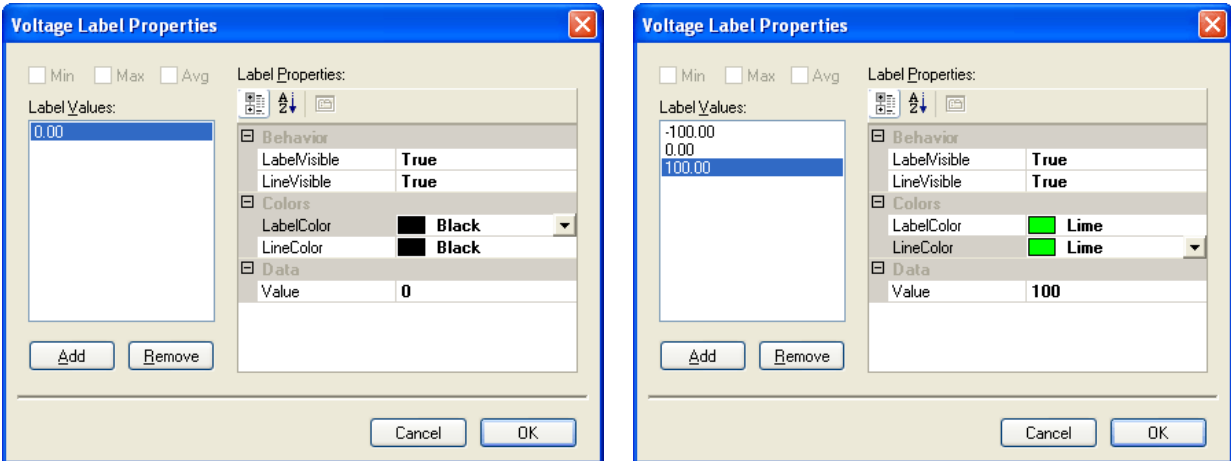 Voltage Label Properties
Min Max Avg
Label Values:
0.00
Add Remove
Label Properties:
Behavior
LabelVisible True
LineVisible True
Colors
LabelColor Black
LineColor Black
Data
Value 0
Cancel OK
Voltage Label Properties
Min Max Avg
Label Values:
-100.00
0.00
100.00
Add Remove
Label Properties:
Behavior
LabelVisible True
LineVisible True
Colors
LabelColor Lime
LineColor Lime
Data
Value 100
Cancel OK